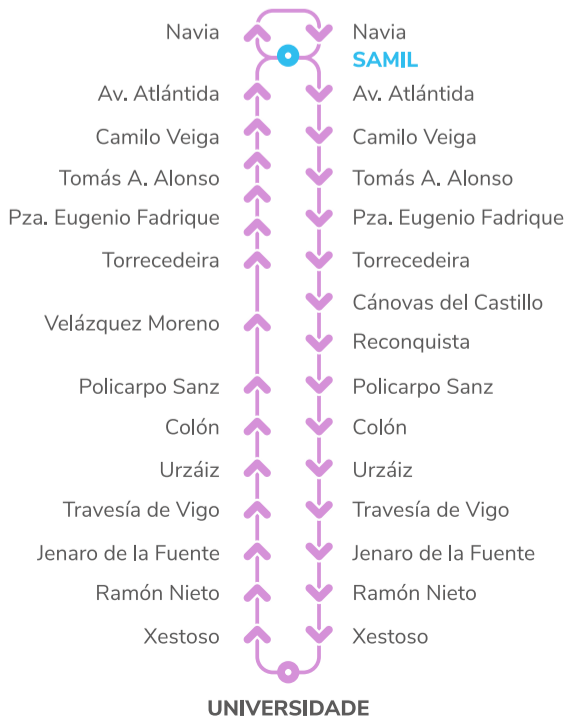 Navia
Navia
SAMIL
Av. Atlántida
Av. Atlántida
Camilo Veiga
Camilo Veiga
Tomás A. Alonso
Tomás A. Alonso
Pza. Eugenio Fadrique
Pza. Eugenio Fadrique
Torrecedeira
Torrecedeira
Cánovas del Castillo
Velázquez Moreno
Reconquista
Policarpo Sanz
Policarpo Sanz
Colón
Colón
Urzáiz
Urzáiz
Travesía de Vigo
Travesía de Vigo
Jenaro de la Fuente
Jenaro de la Fuente
Ramón Nieto
Ramón Nieto
Xestoso
Xestoso
UNIVERSIDADE